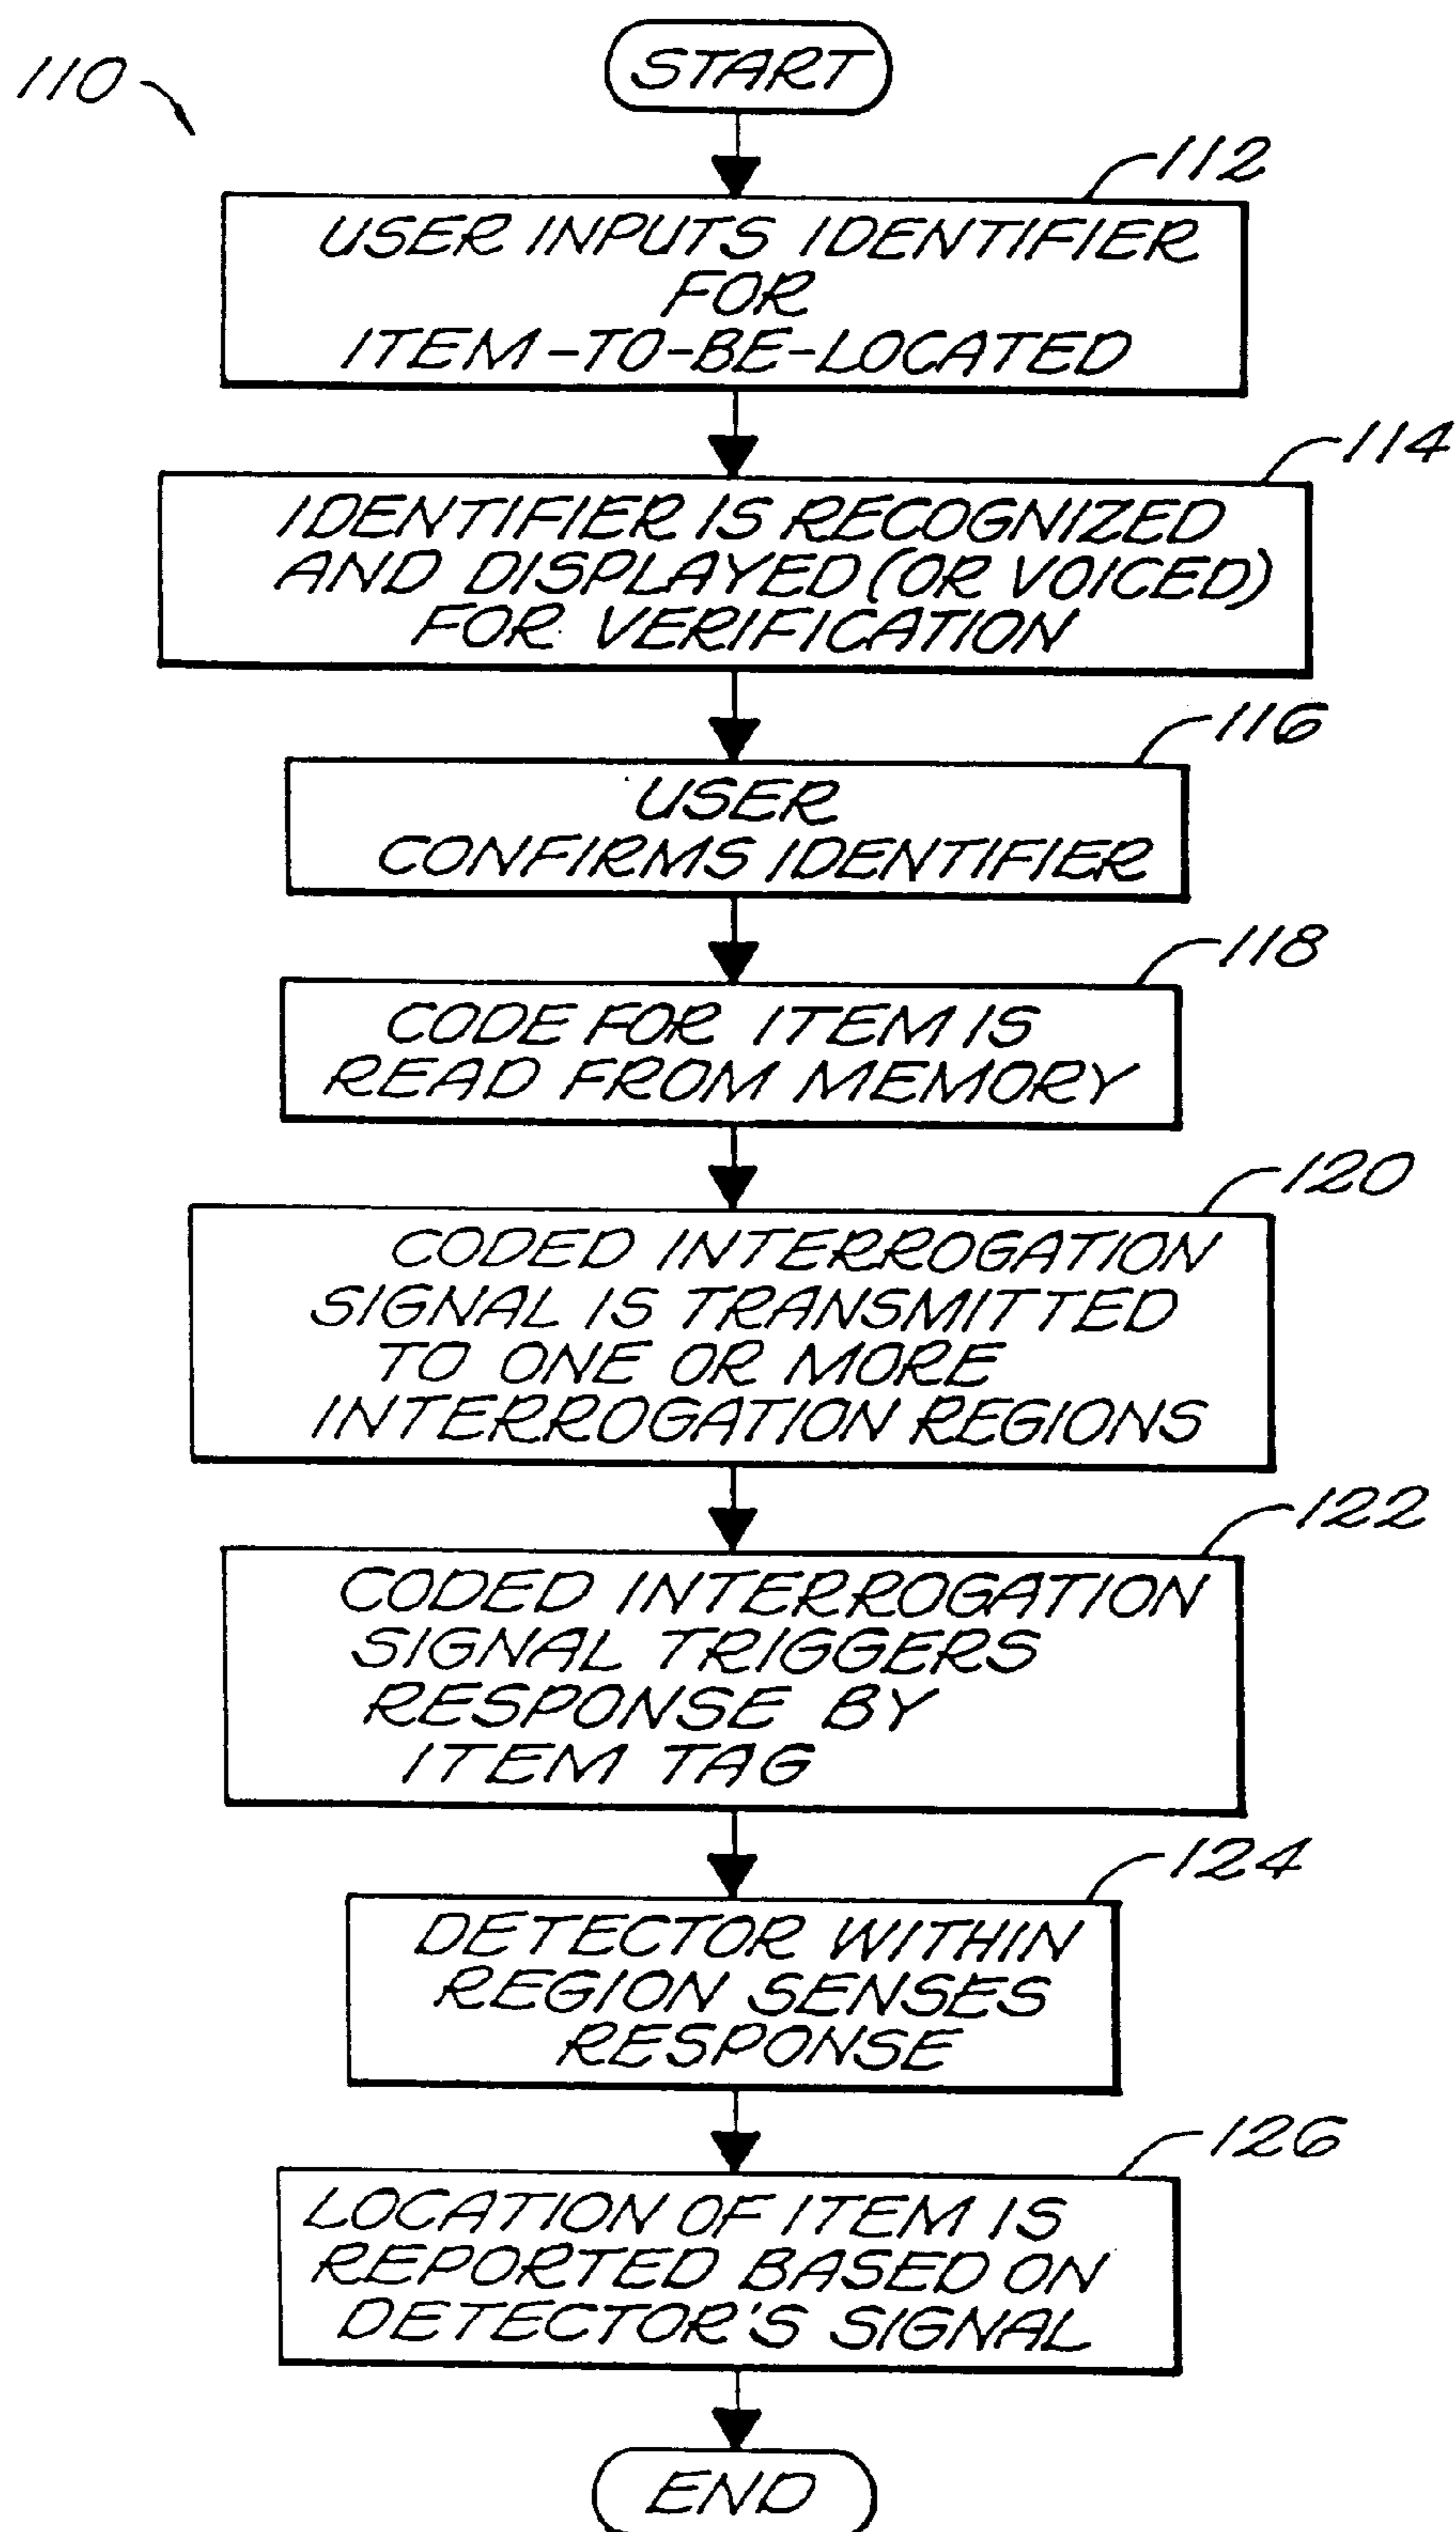 START
110
112
USER INPUTS IDENTIFIER
FOR
ITEM-TO-BE-LOCATED
114
IDENTIFIER IS RECOGNIZED
AND DISPLAYED (OR VOICED)
FOR VERIFICATION
116
USER
CONFIRMS IDENTIFIER
118
CODE FOR ITEM IS
READ FROM MEMORY
120
CODED INTERROGATION
SIGNAL IS TRANSMITTED
TO ONE OR MORE
INTERROGATION REGIONS
122
CODED INTERROGATION
SIGNAL TRIGGERS
RESPONSE BY
ITEM TAG
124
DETECTOR WITHIN
REGION SENSES
RESPONSE
126
LOCATION OF ITEM IS
REPORTED BASED ON
DETECTOR'S SIGNAL
END